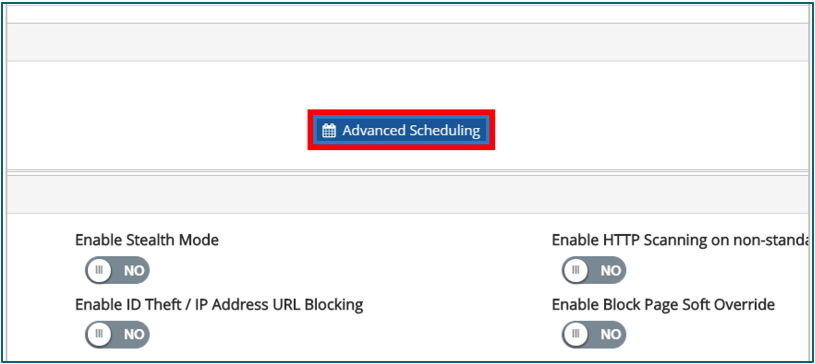 Advanced Scheduling
Enable Stealth Mode
Enable HTTP Scanning on non-standa
NO
NO
Enable ID Theft / IP Address URL Blocking
Enable Block Page Soft Override
NO
NO